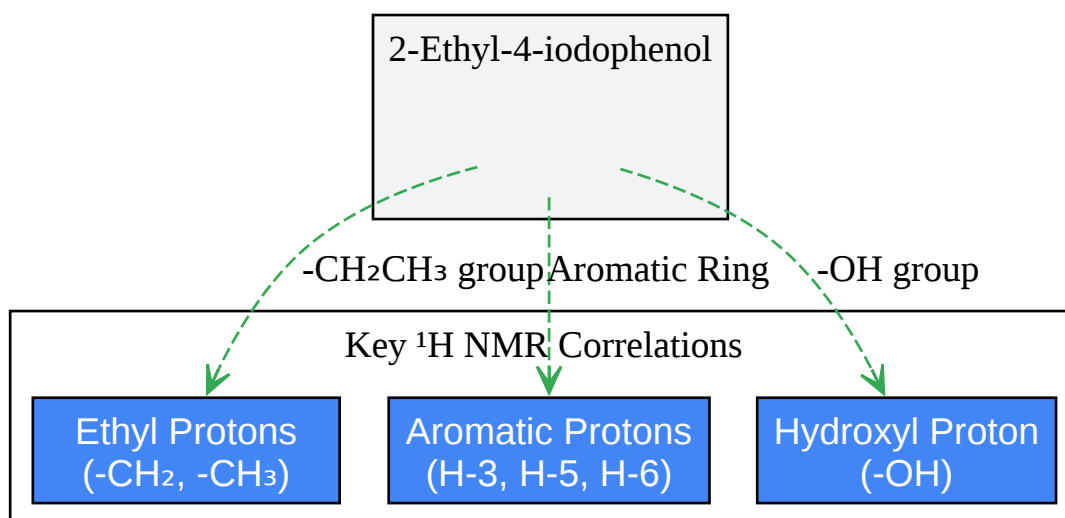 2-Ethyl-4-iodophenol
-CH₂CH₃ group
Aromatic Ring
-OH group
Key ¹H NMR Correlations
Ethyl Protons
(-CH₂, -CH₃)
Aromatic Protons
(H-3, H-5, H-6)
Hydroxyl Proton
(-OH)